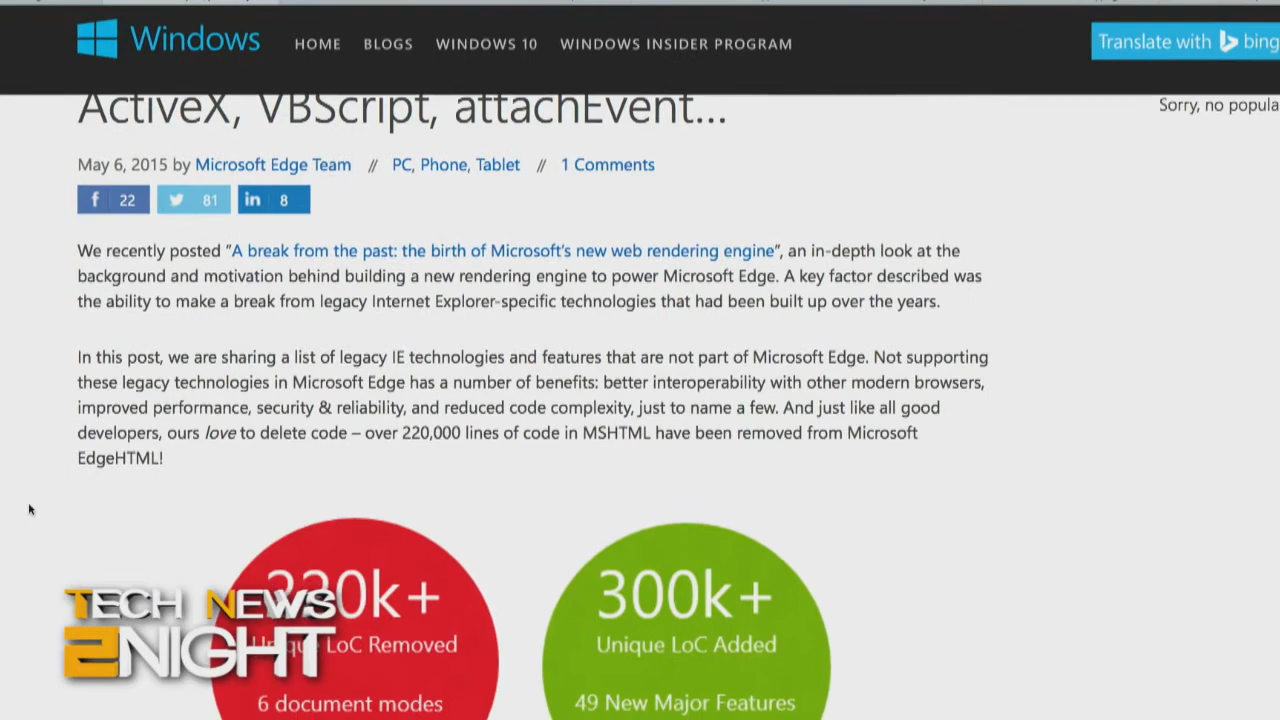 Windows HOME BLOGS WINDOWS 10 WINDOWS INSIDER PROGRAM Translate with bing
ActiveX, VBScript, attachEvent...
Sorry, no popula
May 6, 2015 by Microsoft Edge Team // PC, Phone, Tablet // 1 Comments
f 22 81 in 8
We recently posted "A break from the past: the birth of Microsoft's new web rendering engine", an in-depth look at the
background and motivation behind building a new rendering engine to power Microsoft Edge. A key factor described was
the ability to make a break from legacy Internet Explorer-specific technologies that had been built up over the years.
In this post, we are sharing a list of legacy IE technologies and features that are not part of Microsoft Edge. Not supporting
these legacy technologies in Microsoft Edge has a number of benefits: better interoperability with other modern browsers,
improved performance, security & reliability, and reduced code complexity, just to name a few. And just like all good
developers, ours love to delete code – over 220,000 lines of code in MSHTML have been removed from Microsoft
EdgeHTML!
220k+
Unique LoC Removed
6 document modes
300k+
Unique LoC Added
49 New Major Features
TECH NEWS
2NIGHT